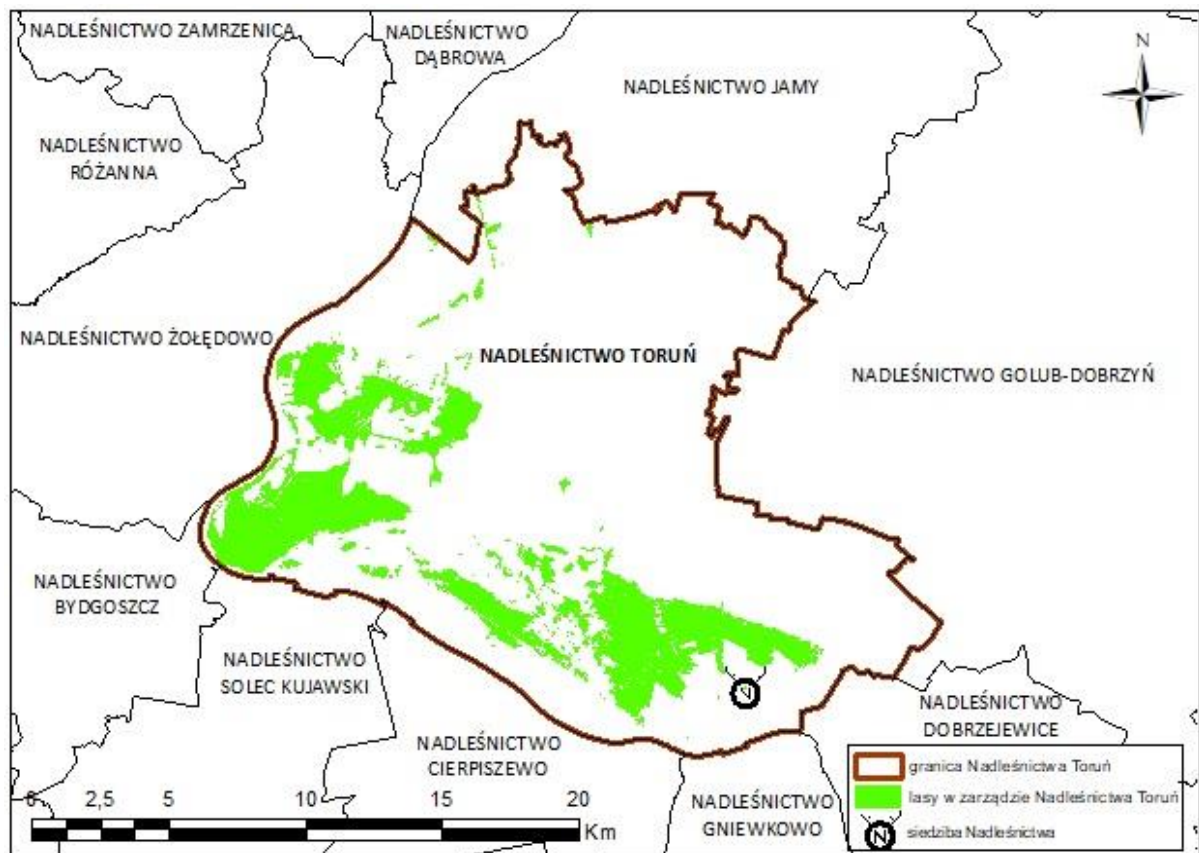 NADLEŚNICTWO ZAMRZENICA
NADLEŚNICTWO
DĄBROWA
N
NADLEŚNICTWO JAMY
NADLEŚNICTWO
RÓŻANNA
NADLEŚNICTWO ŻOŁĘDOWO
NADLEŚNICTWO TORUŃ
NADLEŚNICTWO GOLUB-DOBRZYŃ
NADLEŚNICTWO
BYDGOSZCZ
NADLEŚNICTWO
SOLEC KUJAWSKI
NADLEŚNICTWO
CIERPISZEWO
NADLEŚNICTWO
DOBRZEJEWICE
NADLEŚNICTWO
GNIEWKOWO
0 2,5 5 10 15 20
Km
granica Nadleśnictwa Toruń
lasy w zarządzie Nadleśnictwa Toruń
N siedziba Nadleśnictwa